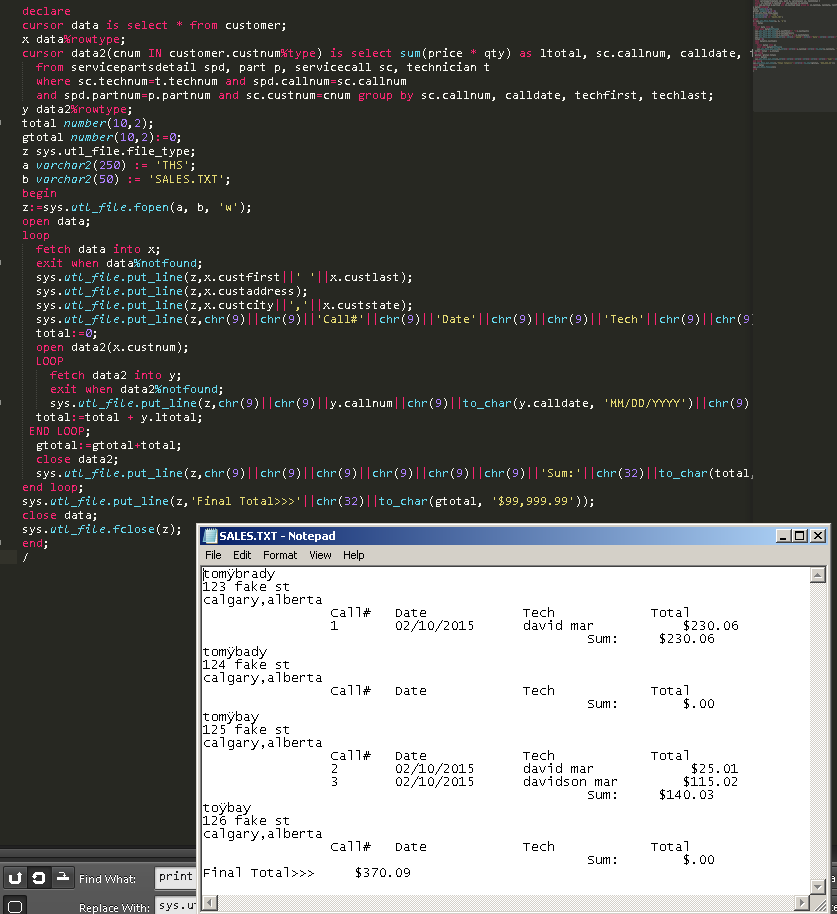 declare
cursor data is select * from customer;
x data%rowtype;
cursor data2(cnum IN customer.custnum%type) is select sum(price * qty) as ltotal, sc.callnum, calldate,
from servicepartsdetail spd, part p, servicecall sc, technician t
where sc.technum=t.technum and spd.callnum=sc.callnum
and spd.partnum=p.partnum and sc.custnum=cnum group by sc.callnum, calldate, techfirst, techlast;
y data2%rowtype;
total number(10,2);
gtotal number(10,2):=0;
z sys.utl_file.file_type;
a varchar2(250) := 'THS';
b varchar2(50) := 'SALES.TXT';
begin
z:=sys.utl_file.fopen(a, b, 'w');
open data;
loop
fetch data into x;
exit when data%notfound;
sys.utl_file.put_line(z,x.custfirst||' '||x.custlast);
sys.utl_file.put_line(z,x.custaddress);
sys.utl_file.put_line(z,x.custcity||','||x.custstate);
sys.utl_file.put_line(z,chr(9)||chr(9)||'Call#'||chr(9)||'Date'||chr(9)||chr(9)||'Tech'||chr(9)||chr(9)
total:=0;
open data2(x.custnum);
LOOP
fetch data2 into y;
exit when data2%notfound;
sys.utl_file.put_line(z,chr(9)||chr(9)||y.callnum||chr(9)||to_char(y.calldate, 'MM/DD/YYYY')||chr(9)
total:=total + y.ltotal;
END LOOP;
gtotal:=gtotal+total;
close data2;
sys.utl_file.put_line(z,chr(9)||chr(9)||chr(9)||chr(9)||chr(9)||chr(9)||'Sum:'||chr(32)||to_char(total,
end loop;
sys.utl_file.put_line(z,'Final Total>>>'||chr(32)||to_char(gtotal, '$99,999.99'));
close data;
sys.utl_file.fclose(z);
end;
/
SALES.TXT - Notepad
File Edit Format View Help
tomÿbrady
123 fake st
calgary,alberta
Call# Date Tech Total
1 02/10/2015 david mar $230.06
Sum: $230.06
tomÿbady
124 fake st
calgary,alberta
Call# Date Tech Total
Sum: $.00
tomÿbay
125 fake st
calgary,alberta
Call# Date Tech Total
2 02/10/2015 david mar $25.01
3 02/10/2015 davidson mar $115.02
Sum: $140.03
toÿbay
126 fake st
calgary,alberta
Call# Date Tech Total
Sum: $.00
Final Total>>> $370.09
Find What: print
Replace With: sys.u